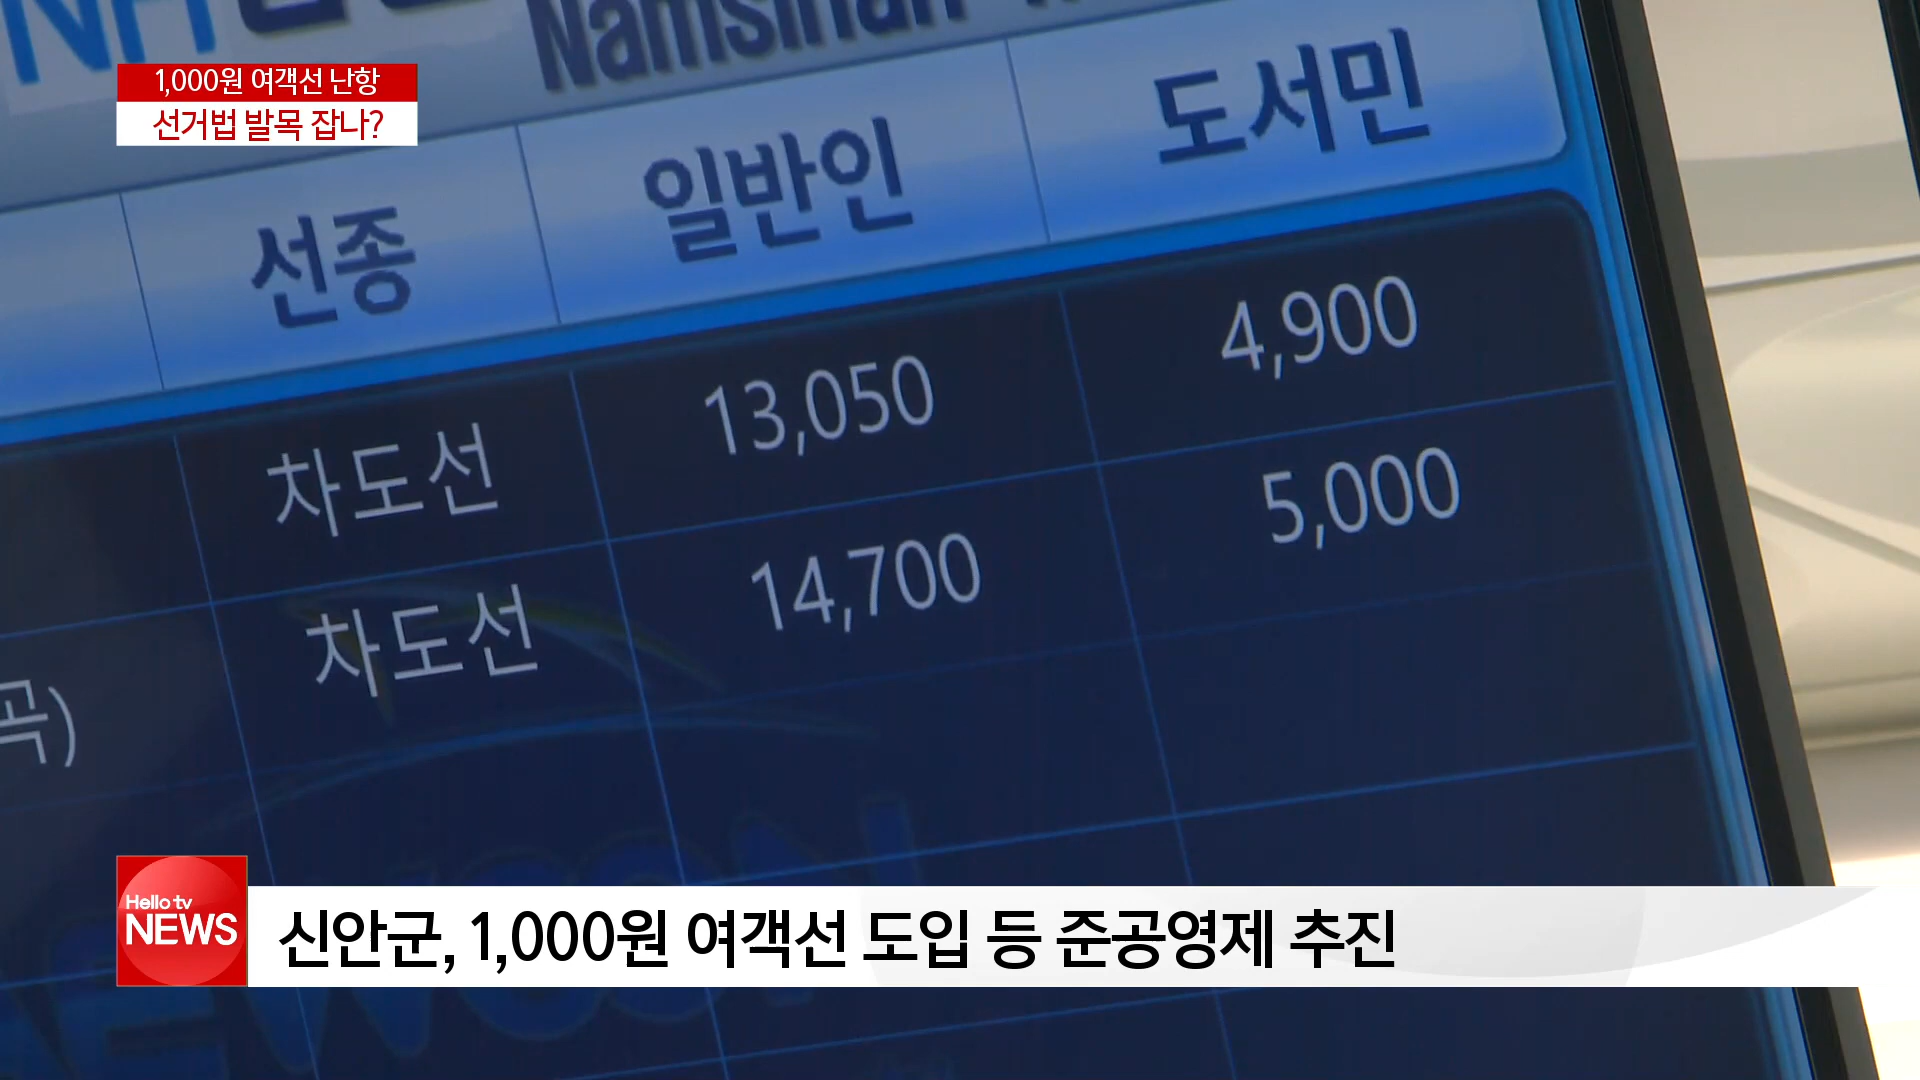 1,000원 여객선 난항
선거법 발목 잡나?
선종 일반인 도서민
차도선 13,050 4,900
차도선 14,700 5,000
곡)
Hello tv
NEWS
신안군, 1,000원 여객선 도입 등 준공영제 추진